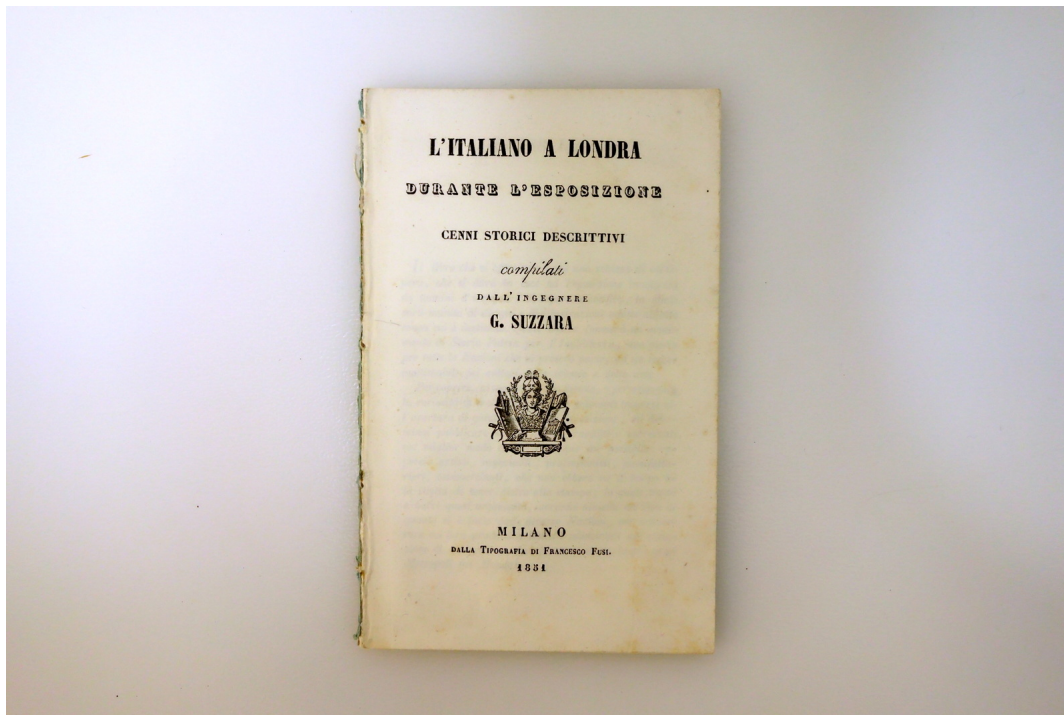 L'ITALIANO A LONDRA
DURANTE L'ESPOSIZIONE
CENNI STORICI DESCRITTIVI
compilati
DALL'INGEGNERE
G. SUZZARA
MILANO
DALLA TIPOGRAFIA DI FRANCESCO FUSI.
1851